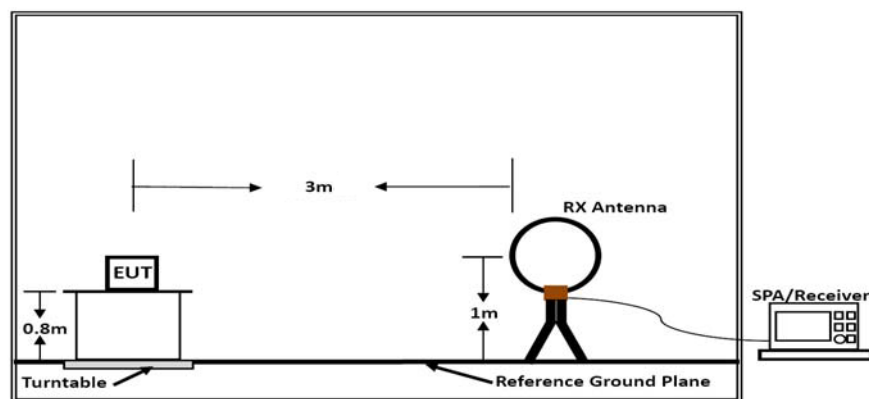 3m
RX Antenna
EUT
SPA/Receiver
0.8m
1m
Turntable
Reference Ground Plane